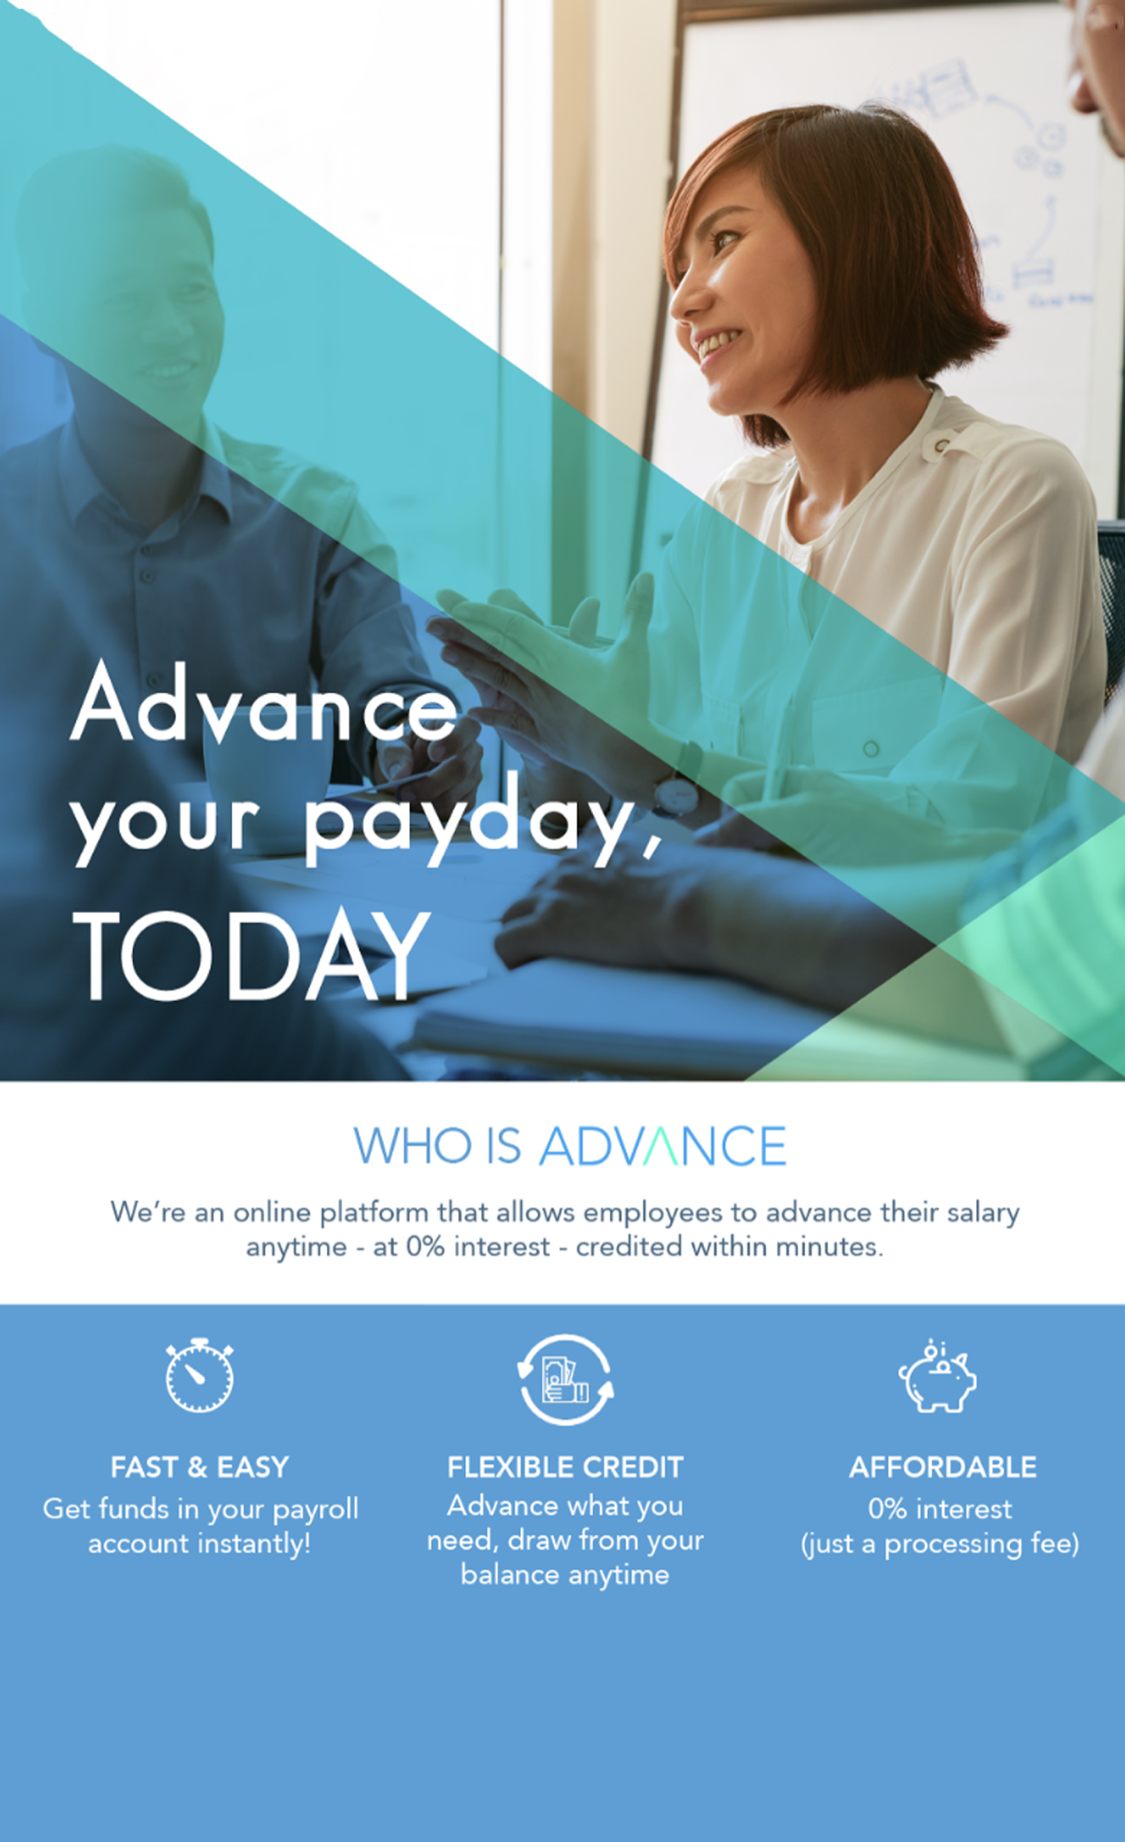 Advance
your payday,
TODAY
WHO IS ADVANCE
We're an online platform that allows employees to advance their salary
anytime - at 0% interest - credited within minutes.
FAST & EASY
Get funds in your payroll
account instantly!
FLEXIBLE CREDIT
Advance what you
need, draw from your
balance anytime
AFFORDABLE
0% interest
(just a processing fee)